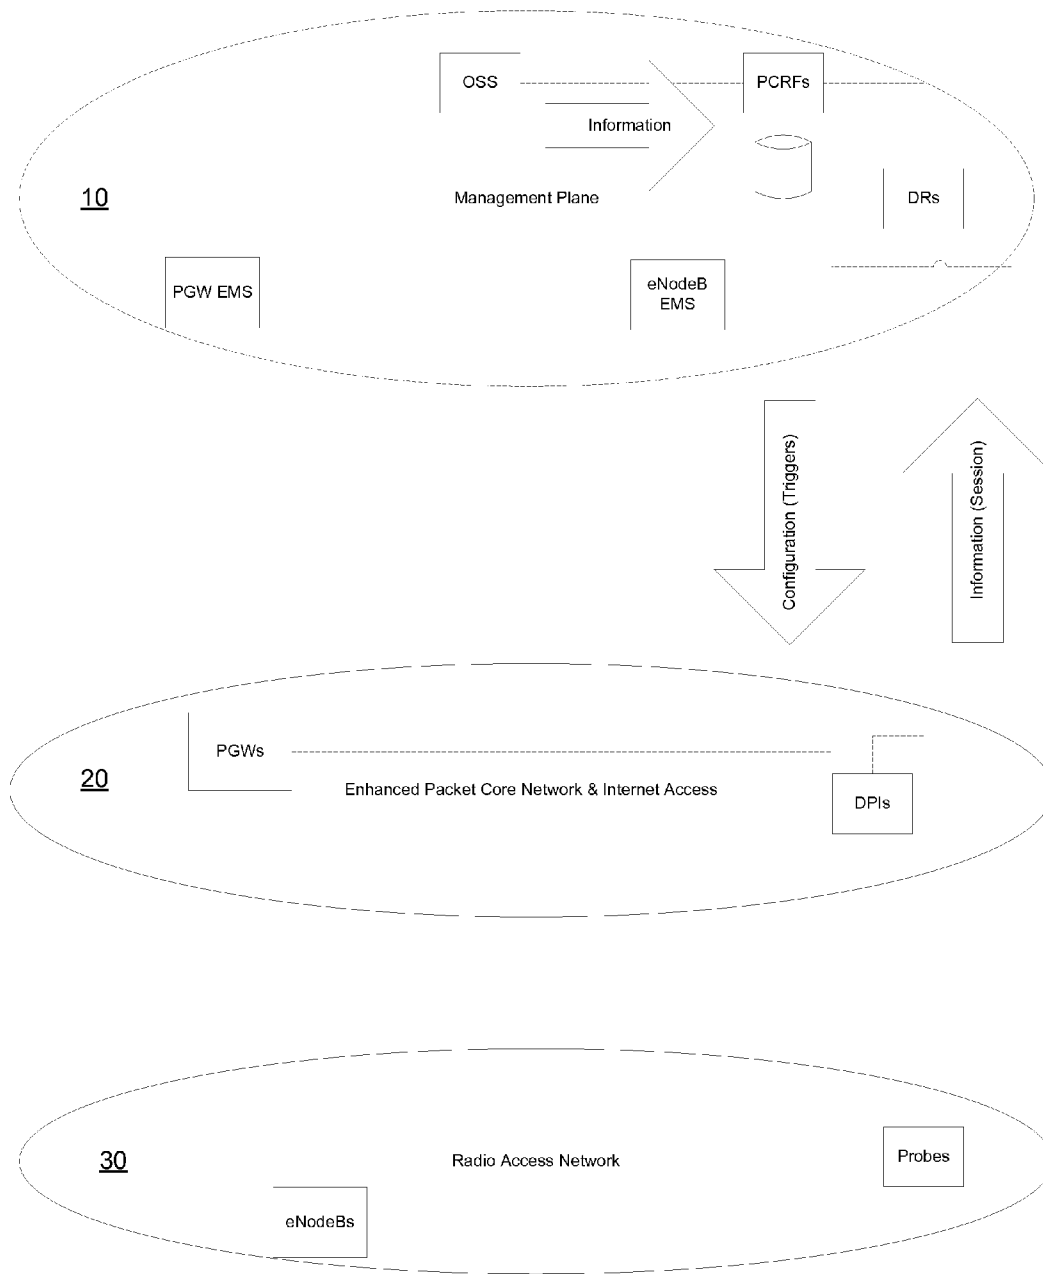 OSS
PCRFs
Information
10
Management Plane
DRs
PGW EMS
eNodeB
EMS
Configuration (Triggers)
Information (Session)
PGWs
20
Enhanced Packet Core Network & Internet Access
DPIs
30
Radio Access Network
Probes
eNodeBs